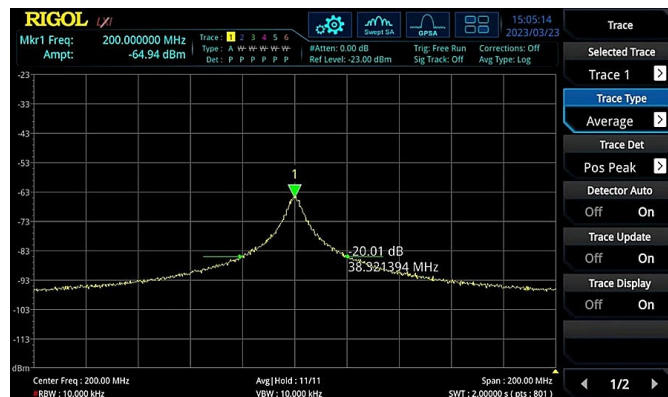 RIGOL LXI
15:05:14
2023/03/23
Mkr1 Freq: 200.000000 MHz
Ampt: -64.94 dBm
Trace: 1 2 3 4 5 6
Type: A W W W W W
Det: P P P P P P
Swept SA
GPSA
#Atten: 0.00 dB
Ref Level: -23.00 dBm
Trig: Free Run
Sig Track: Off
Corrections: Off
Avg Type: Log
-23
-33
-43
-53
-63
-73
-83
-93
-103
-113
dBm
1
-20.01 dB
38.321394 MHz
Center Freq : 200.00 MHz
Avg|Hold : 11/11
Span : 200.00 MHz
#RBW : 10.000 kHz
VBW : 10.000 kHz
SWT : 2.00000 s ( pts : 801 )
Trace
Selected Trace
Trace 1
Trace Type
Average
Trace Det
Pos Peak
Detector Auto
Off On
Trace Update
Off On
Trace Display
Off On
1/2